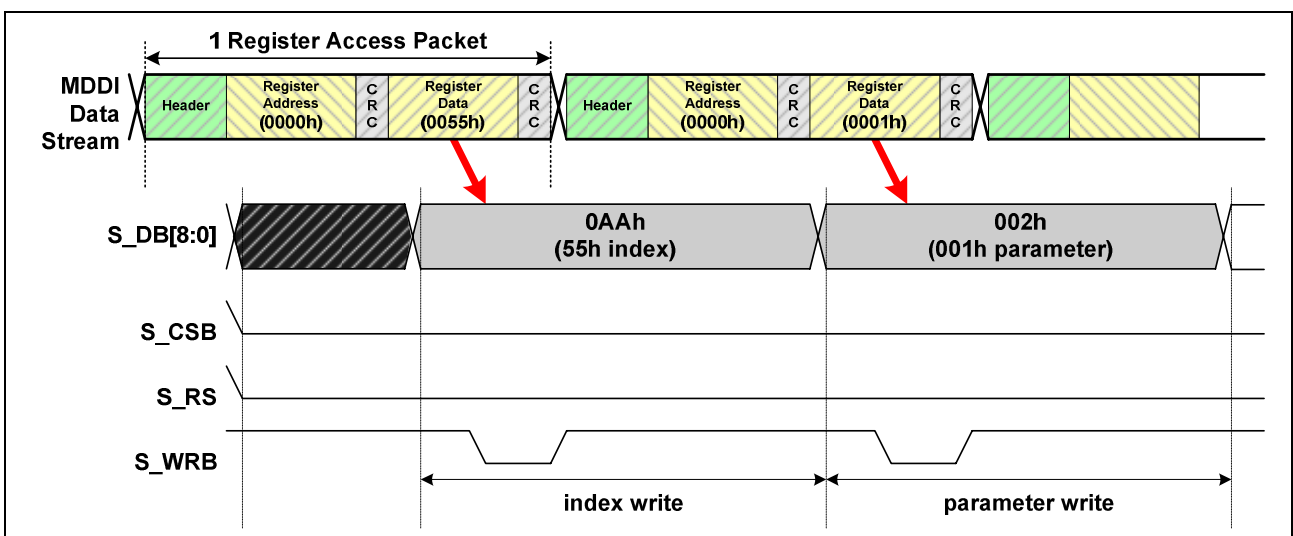 1 Register Access Packet
MDDI
Data
Stream
Header
Register
Address
(0000h)
C
R
C
Register
Data
(0055h)
C
R
C
Header
Register
Address
(0000h)
C
R
C
Register
Data
(0001h)
C
R
C
S_DB[8:0]
0AAh
(55h index)
002h
(001h parameter)
S_CSB
S_RS
S_WRB
index write
parameter write